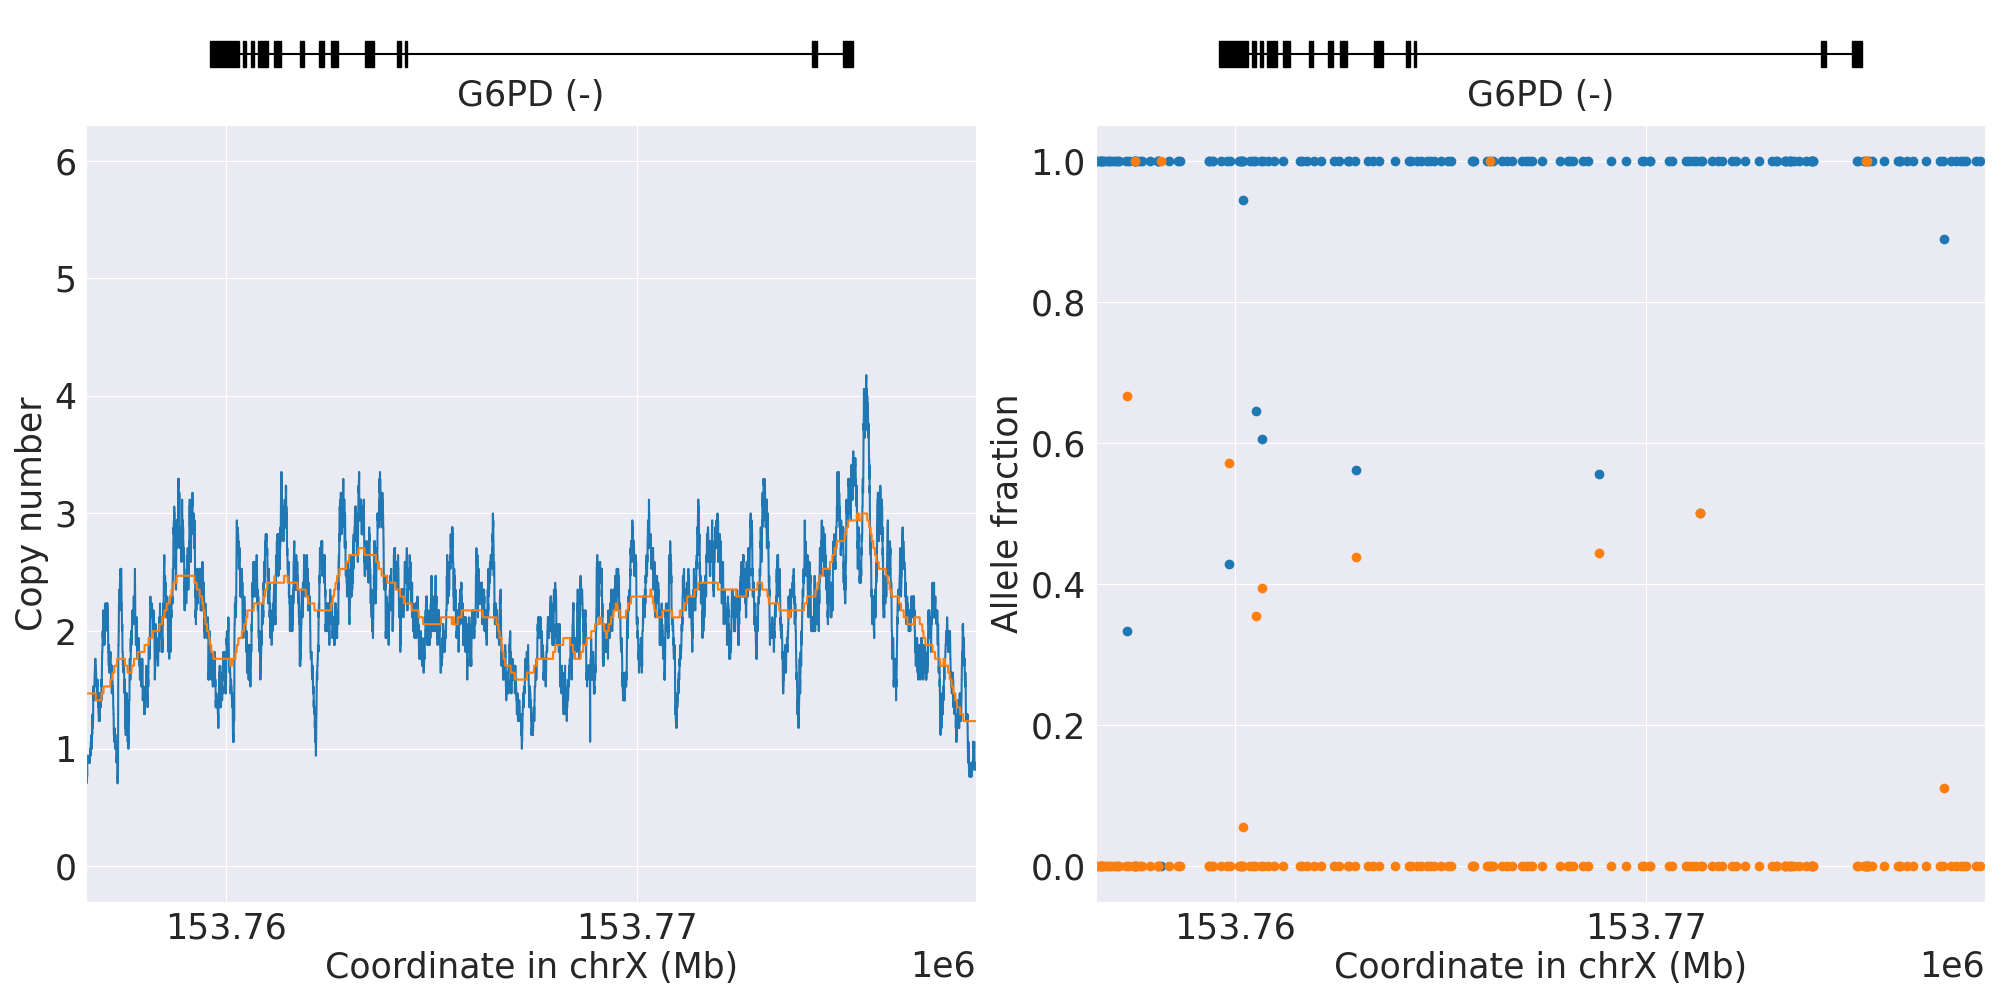 G6PD (-)
6
5
4
3
2
1
0
Copy number
153.76
153.77
Coordinate in chrX (Mb)
1e6
G6PD (-)
1.0
0.8
0.6
0.4
0.2
0.0
Allele fraction
153.76
153.77
Coordinate in chrX (Mb)
1e6